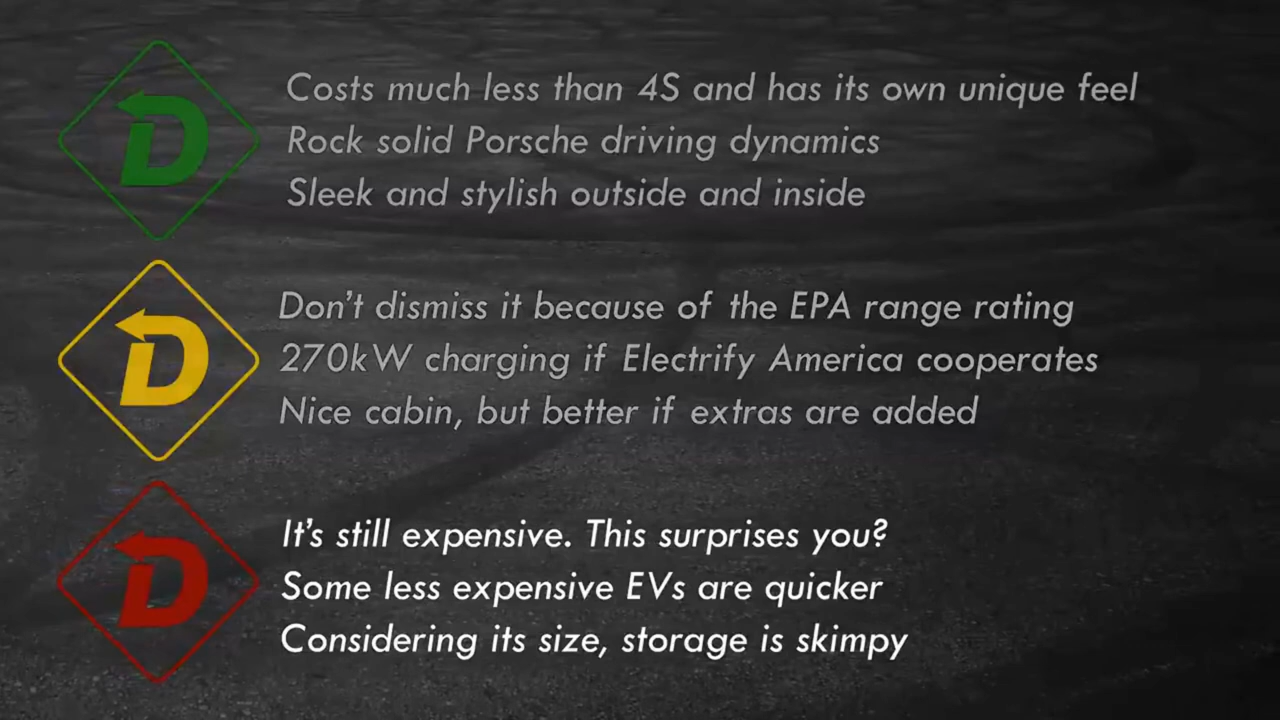 D
Costs much less than 4S and has its own unique feel
Rock solid Porsche driving dynamics
Sleek and stylish outside and inside
D
Don't dismiss it because of the EPA range rating
270kW charging if Electrify America cooperates
Nice cabin, but better if extras are added
D
It's still expensive. This surprises you?
Some less expensive EVs are quicker
Considering its size, storage is skimpy